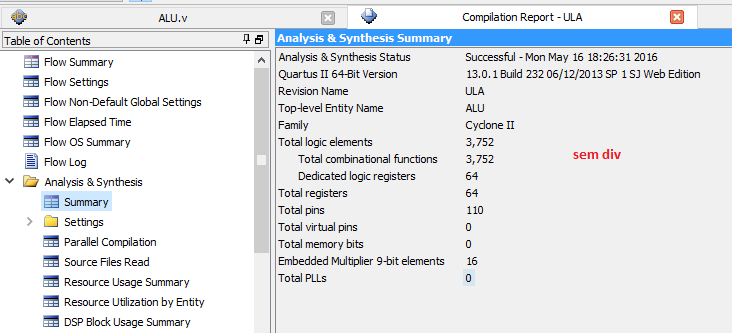 ALU.v
Compilation Report - ULA
Table of Contents
Flow Summary
Flow Settings
Flow Non-Default Global Settings
Flow Elapsed Time
Flow OS Summary
Flow Log
Analysis & Synthesis
Summary
Settings
Parallel Compilation
Source Files Read
Resource Usage Summary
Resource Utilization by Entity
DSP Block Usage Summary
Analysis & Synthesis Summary
Analysis & Synthesis Status Successful - Mon May 16 18:26:31 2016
Quartus II 64-Bit Version 13.0.1 Build 232 06/12/2013 SP 1 SJ Web Edition
Revision Name ULA
Top-level Entity Name ALU
Family Cyclone II
Total logic elements 3,752
Total combinational functions 3,752
Dedicated logic registers 64
Total registers 64
Total pins 110
Total virtual pins 0
Total memory bits 0
Embedded Multiplier 9-bit elements 16
Total PLLs 0
sem div